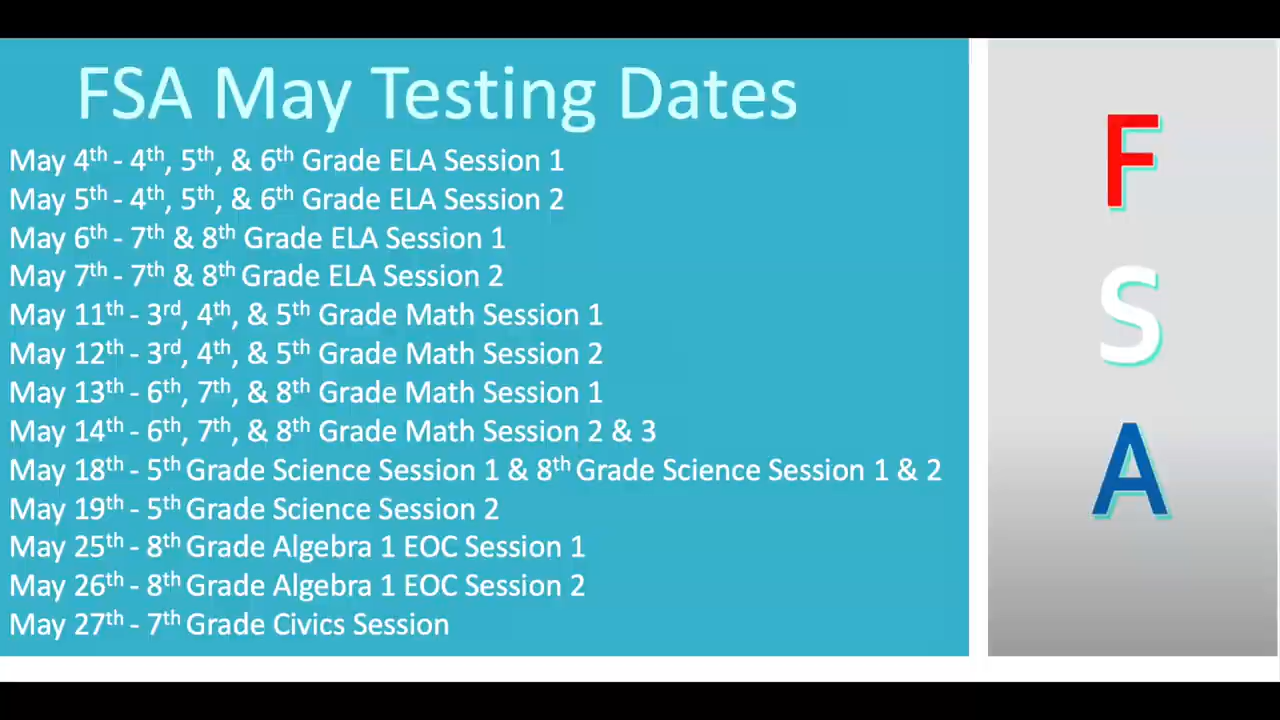 FSA May Testing Dates
May 4th - 4th, 5th, & 6th Grade ELA Session 1
May 5th - 4th, 5th, & 6th Grade ELA Session 2
May 6th - 7th & 8th Grade ELA Session 1
May 7th - 7th & 8th Grade ELA Session 2
May 11th - 3rd, 4th, & 5th Grade Math Session 1
May 12th - 3rd, 4th, & 5th Grade Math Session 2
May 13th - 6th, 7th, & 8th Grade Math Session 1
May 14th - 6th, 7th, & 8th Grade Math Session 2 & 3
May 18th - 5th Grade Science Session 1 & 8th Grade Science Session 1 & 2
May 19th - 5th Grade Science Session 2
May 25th - 8th Grade Algebra 1 EOC Session 1
May 26th - 8th Grade Algebra 1 EOC Session 2
May 27th - 7th Grade Civics Session
F
S
A